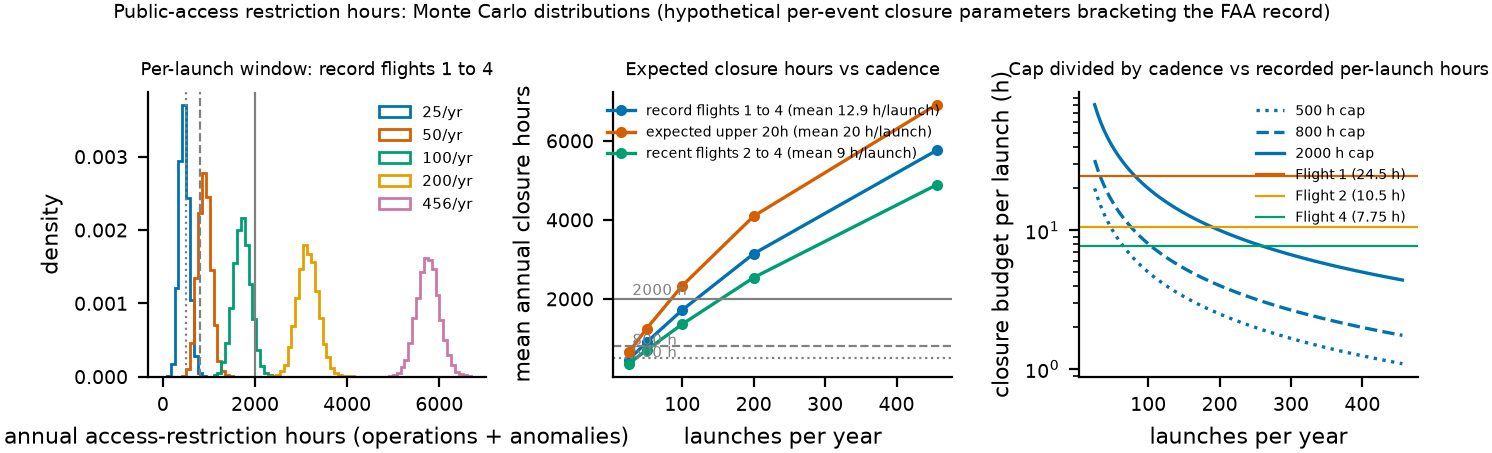 Public-access restriction hours: Monte Carlo distributions (hypothetical per-event closure parameters bracketing the FAA record)
Per-launch window: record flights 1 to 4
density
0.003
0.002
0.001
0.000
25/yr
50/yr
100/yr
200/yr
456/yr
0 2000 4000 6000
annual access-restriction hours (operations + anomalies)
Expected closure hours vs cadence
mean annual closure hours
6000
4000
2000
record flights 1 to 4 (mean 12.9 h/launch)
expected upper 20h (mean 20 h/launch)
recent flights 2 to 4 (mean 9 h/launch)
2000 h
800 h
500 h
100 200 300 400
launches per year
Cap divided by cadence vs recorded per-launch hours
closure budget per launch (h)
10¹
10⁰
500 h cap
800 h cap
2000 h cap
Flight 1 (24.5 h)
Flight 2 (10.5 h)
Flight 4 (7.75 h)
100 200 300 400
launches per year